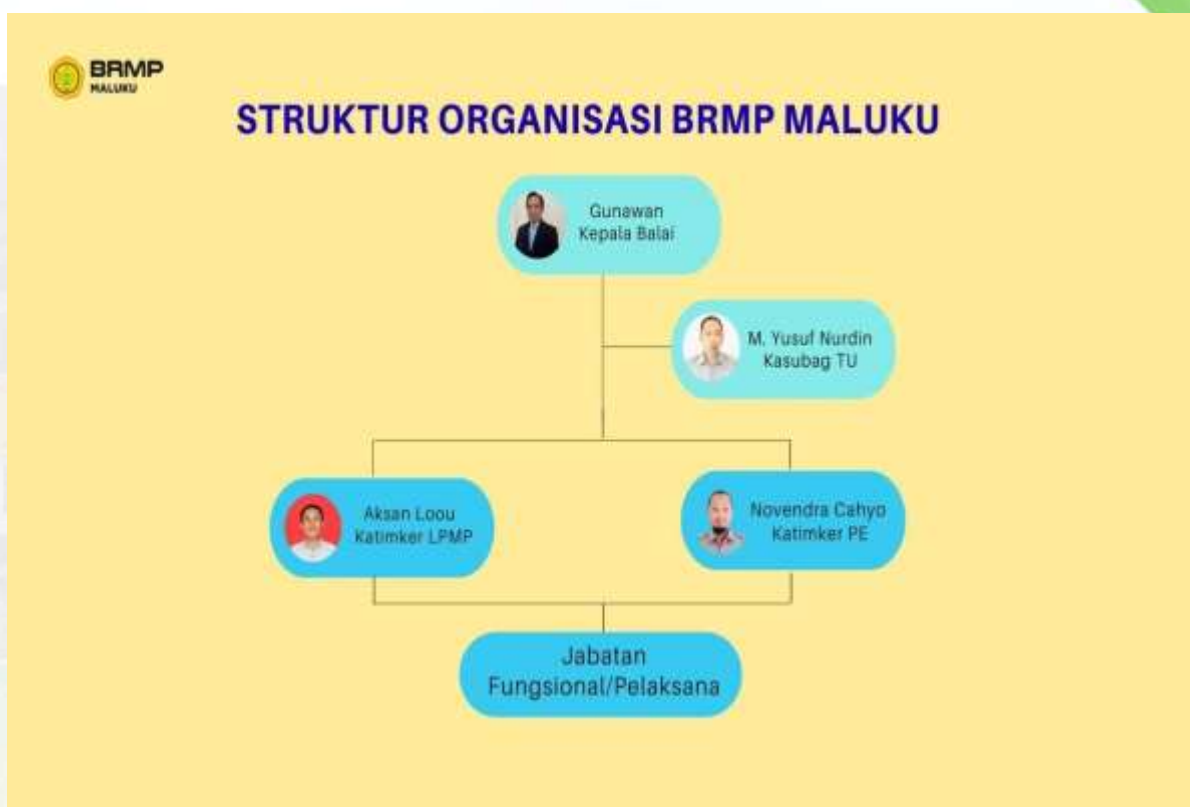 BRMP
MALUKU
STRUKTUR ORGANISASI BRMP MALUKU
Gunawan
Kepala Balai
M. Yusuf Nurdin
Kasubag TU
Aksan Loou
Katimker LPMP
Novendra Cahyo
Katimker PE
Jabatan
Fungsional/Pelaksana